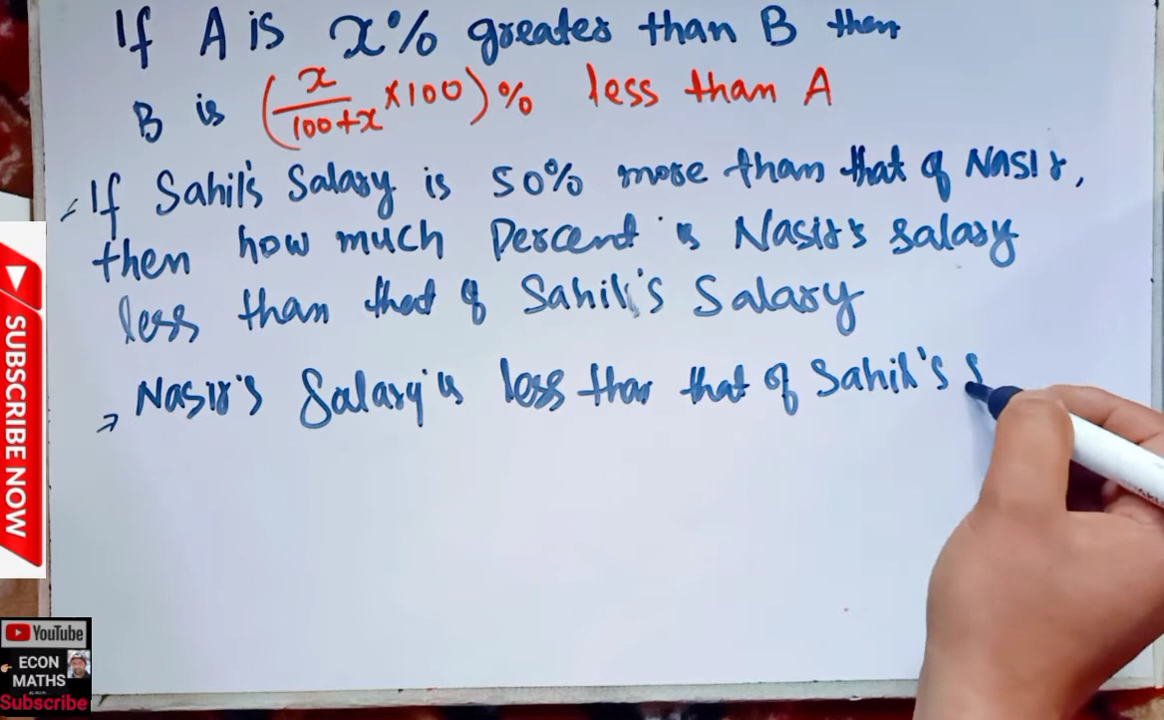 If A is x% greater than B then
B is (x/100+x ×100)% less than A
If Sahil's Salary is 50% more than that of Nasir,
then how much Percent is Nasir's salary
less than that of Sahil's Salary
→ Nasir's Salary is less than that of Sahil's S
SUBSCRIBE NOW
YouTube
ECON
MATHS
Subscribe